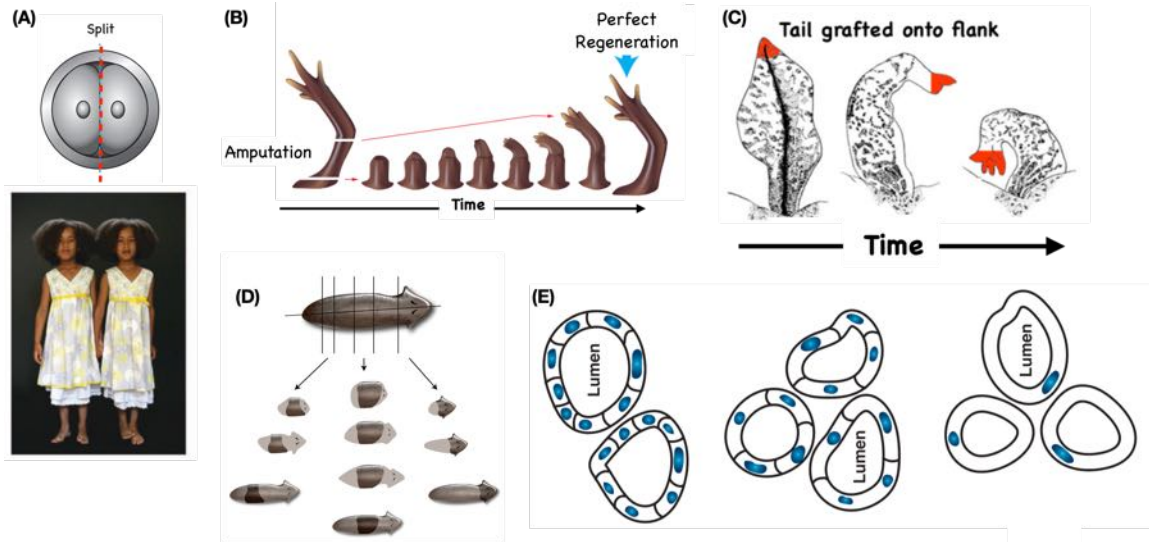 (A)
Split
(B)
Perfect
Regeneration
Amputation
Time
(C)
Tail grafted onto flank
Time
(D)
(E)
Lumen
Lumen
Lumen